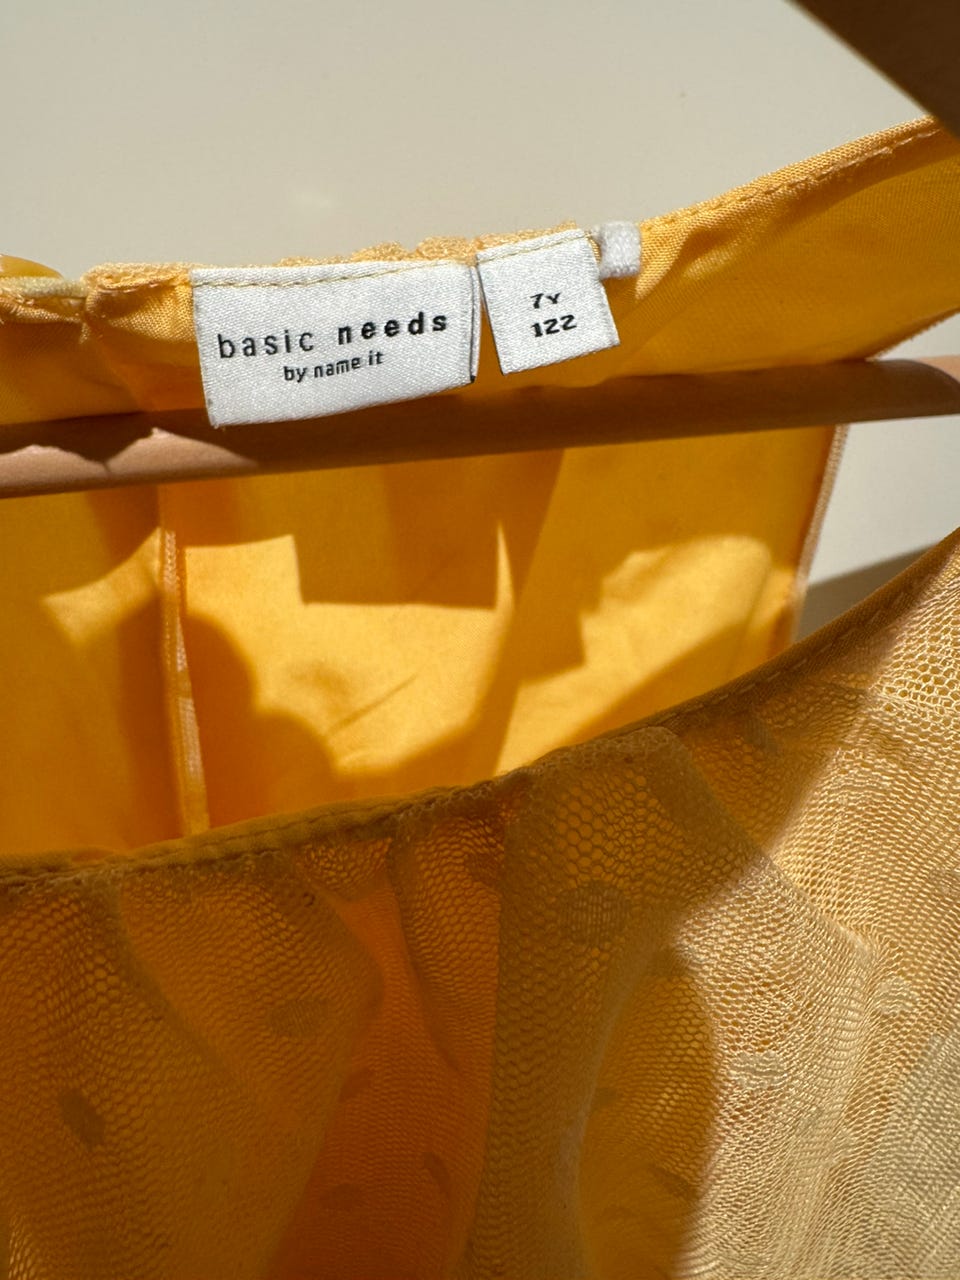 basic needs
by name it
7Y
122